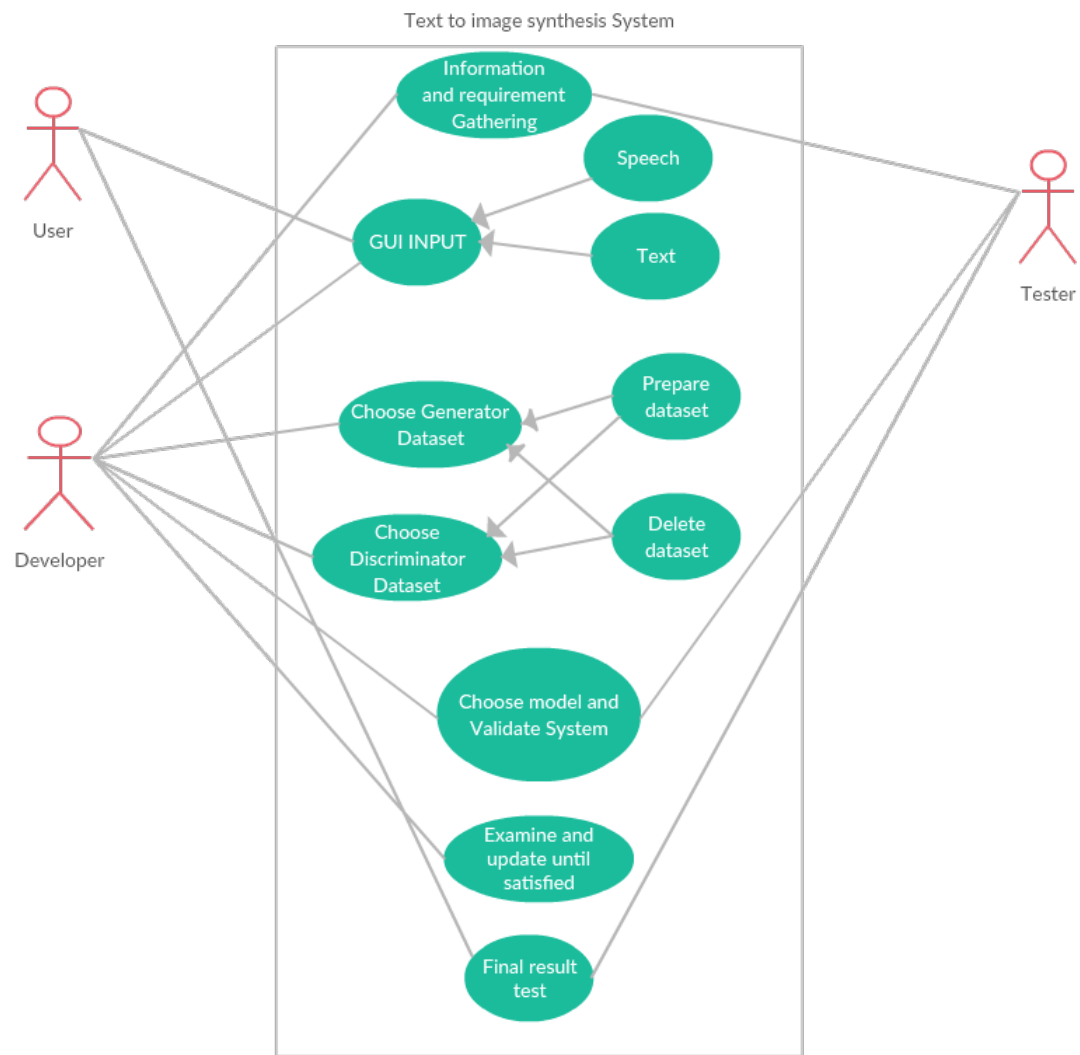 Text to image synthesis System
Information
and requirement
Gathering
Speech
User
GUI INPUT
Text
Tester
Prepare
dataset
Choose Generator
Dataset
Developer
Delete
dataset
Choose
Discriminator
Dataset
Choose model and
Validate System
Examine and
update until
satisfied
Final result
test